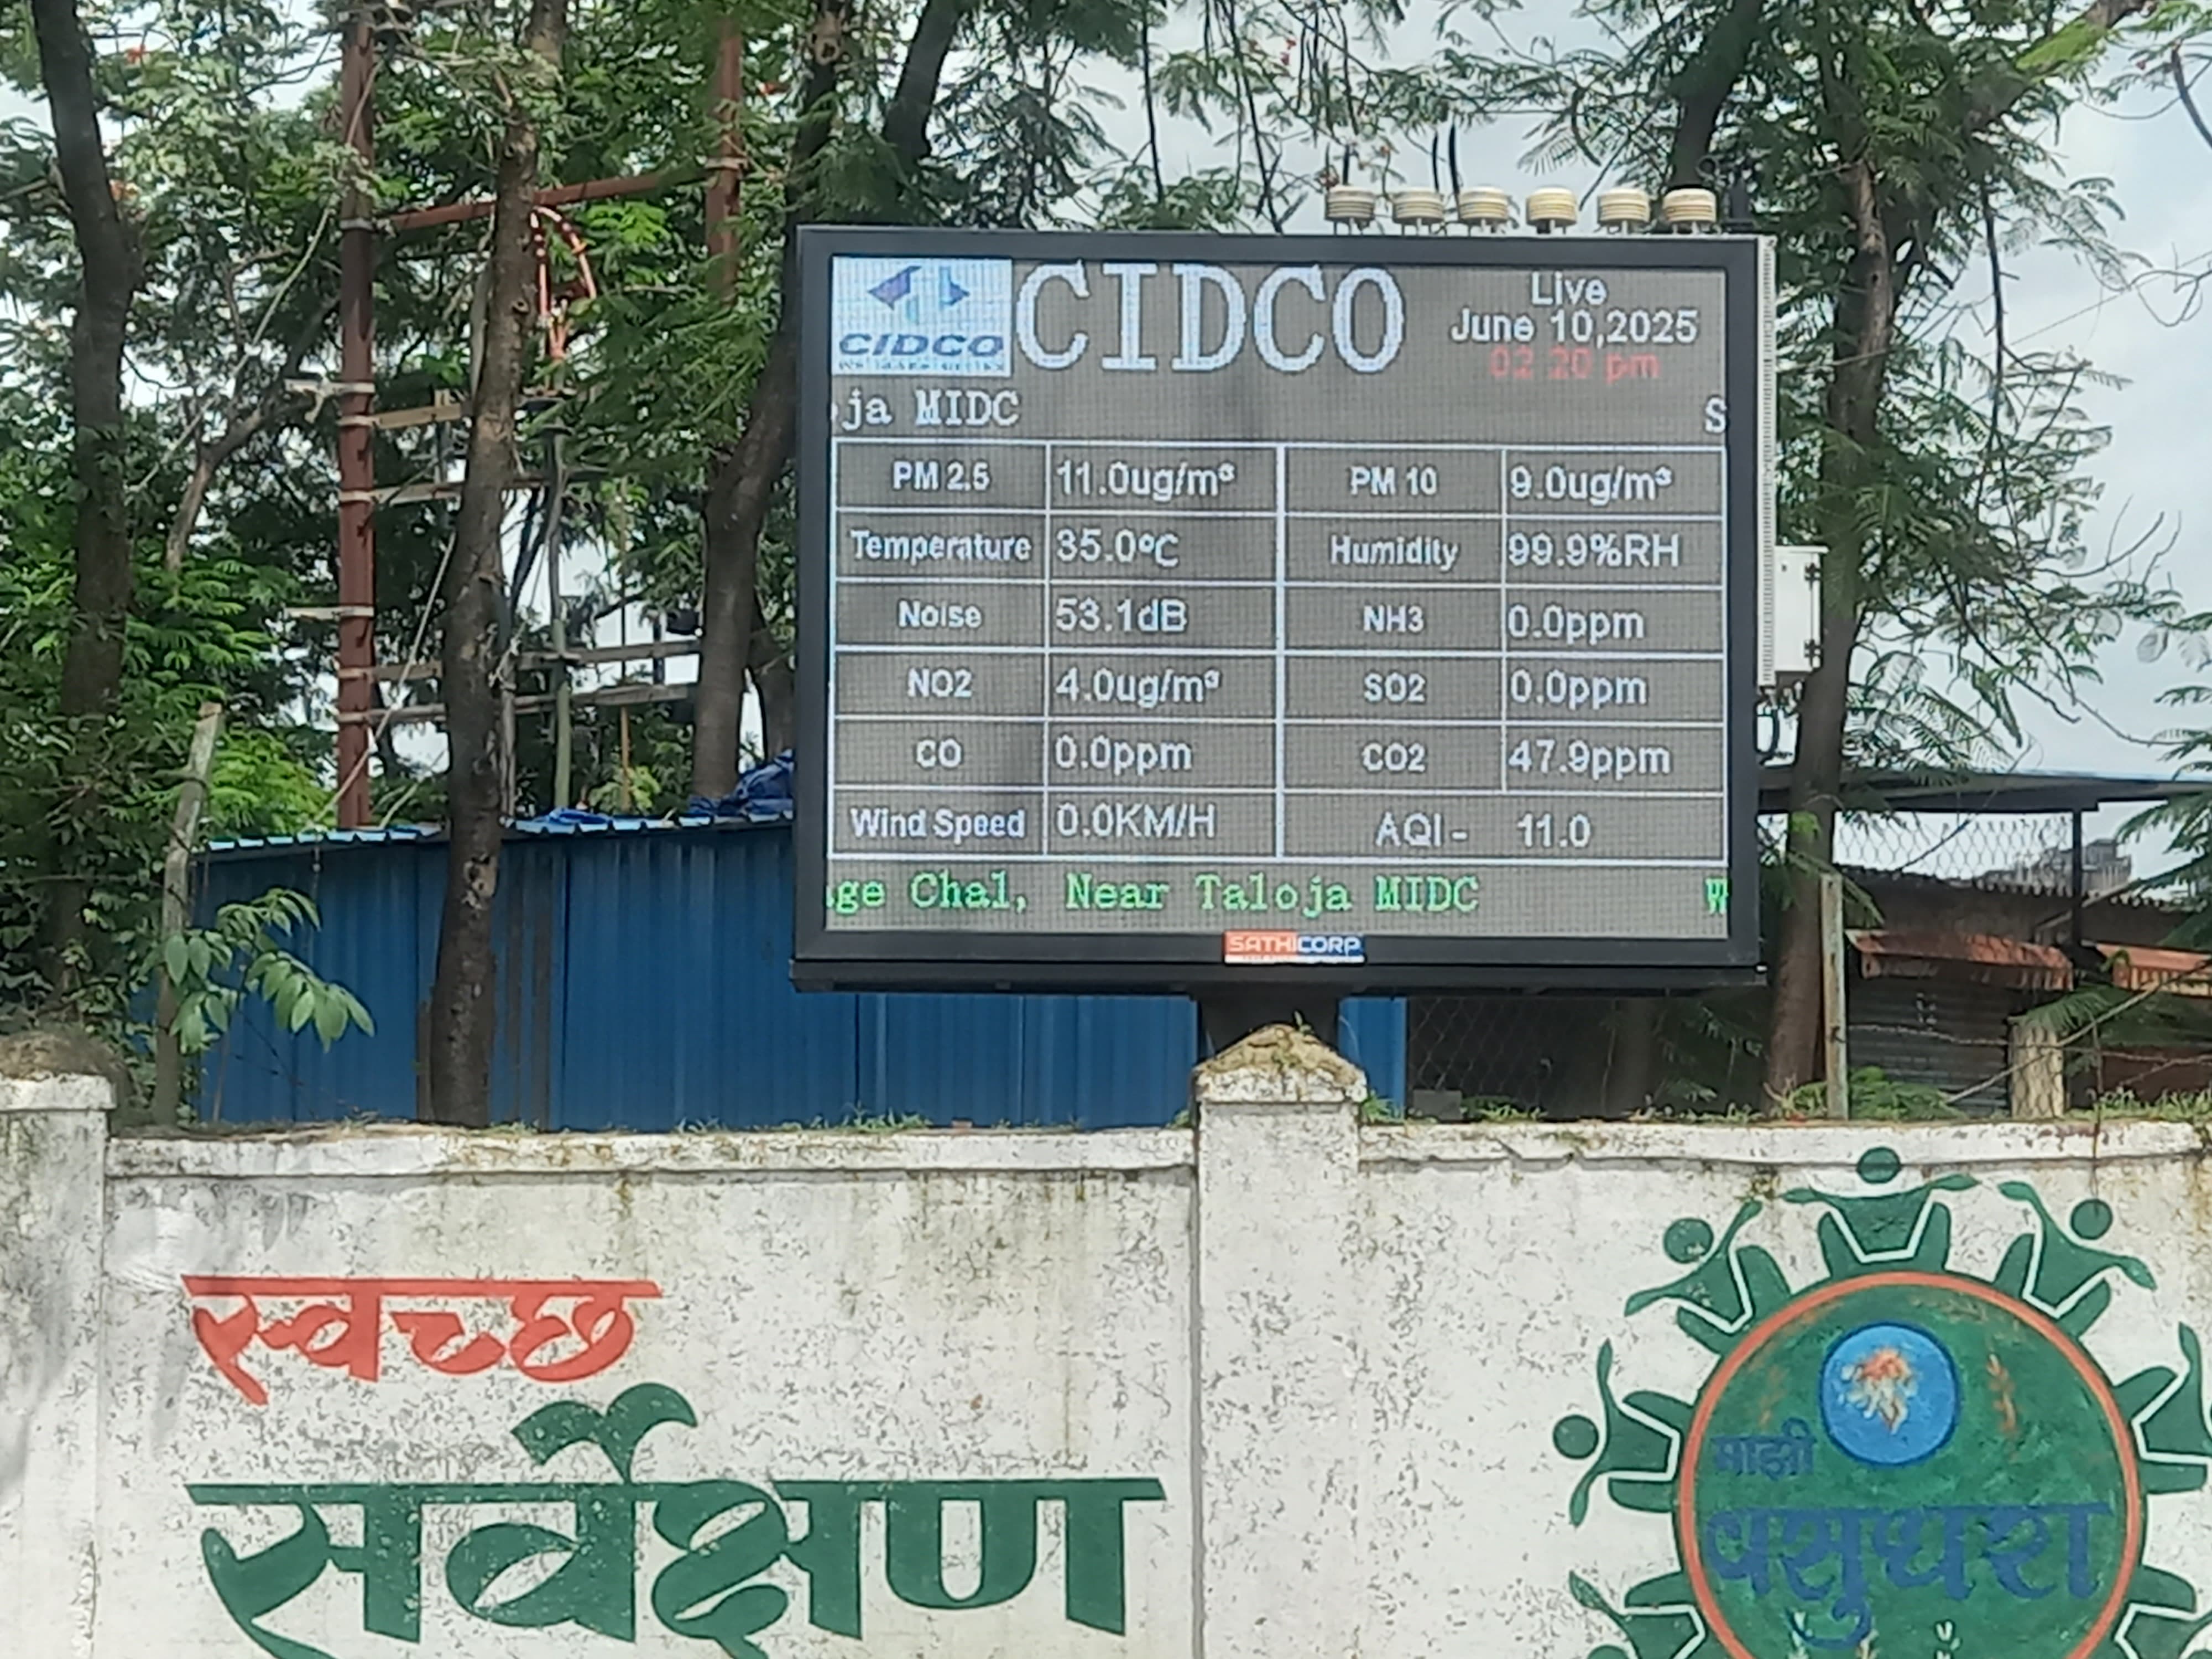 CIDCO
CIDCO
Live
June 10,2025
02 20 pm
ja MIDC S
PM 2.5 11.0ug/m³ PM 10 9.0ug/m³
Temperature 35.0ºC Humidity 99.9%RH
Noise 53.1dB NH3 0.0ppm
NO2 4.0ug/m³ SO2 0.0ppm
CO 0.0ppm CO2 47.9ppm
Wind Speed 0.0KM/H AQI - 11.0
ge Chal, Near Taloja MIDC W
SATHICORP
स्वच्छ
सर्वेक्षण
माझी
वसुंधरा